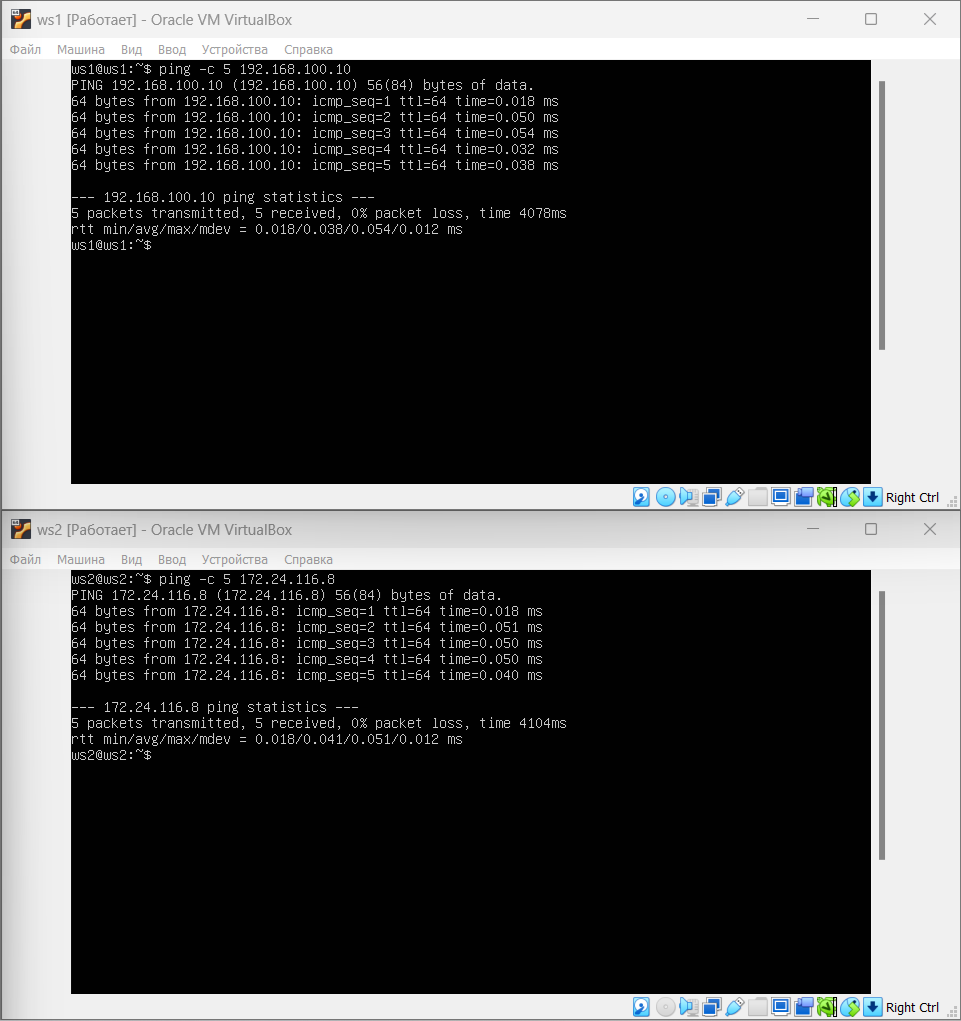 ws1 [Работает] - Oracle VM VirtualBox
Файл Машина Вид Ввод Устройства Справка
ws1@ws1:~$ ping -c 5 192.168.100.10
PING 192.168.100.10 (192.168.100.10) 56(84) bytes of data.
64 bytes from 192.168.100.10: icmp_seq=1 ttl=64 time=0.018 ms
64 bytes from 192.168.100.10: icmp_seq=2 ttl=64 time=0.050 ms
64 bytes from 192.168.100.10: icmp_seq=3 ttl=64 time=0.054 ms
64 bytes from 192.168.100.10: icmp_seq=4 ttl=64 time=0.032 ms
64 bytes from 192.168.100.10: icmp_seq=5 ttl=64 time=0.038 ms
--- 192.168.100.10 ping statistics ---
5 packets transmitted, 5 received, 0% packet loss, time 4078ms
rtt min/avg/max/mdev = 0.018/0.038/0.054/0.012 ms
ws1@ws1:~$
Right Ctrl
ws2 [Работает] - Oracle VM VirtualBox
Файл Машина Вид Ввод Устройства Справка
ws2@ws2:~$ ping -c 5 172.24.116.8
PING 172.24.116.8 (172.24.116.8) 56(84) bytes of data.
64 bytes from 172.24.116.8: icmp_seq=1 ttl=64 time=0.018 ms
64 bytes from 172.24.116.8: icmp_seq=2 ttl=64 time=0.051 ms
64 bytes from 172.24.116.8: icmp_seq=3 ttl=64 time=0.050 ms
64 bytes from 172.24.116.8: icmp_seq=4 ttl=64 time=0.050 ms
64 bytes from 172.24.116.8: icmp_seq=5 ttl=64 time=0.040 ms
--- 172.24.116.8 ping statistics ---
5 packets transmitted, 5 received, 0% packet loss, time 4104ms
rtt min/avg/max/mdev = 0.018/0.041/0.051/0.012 ms
ws2@ws2:~$
Right Ctrl